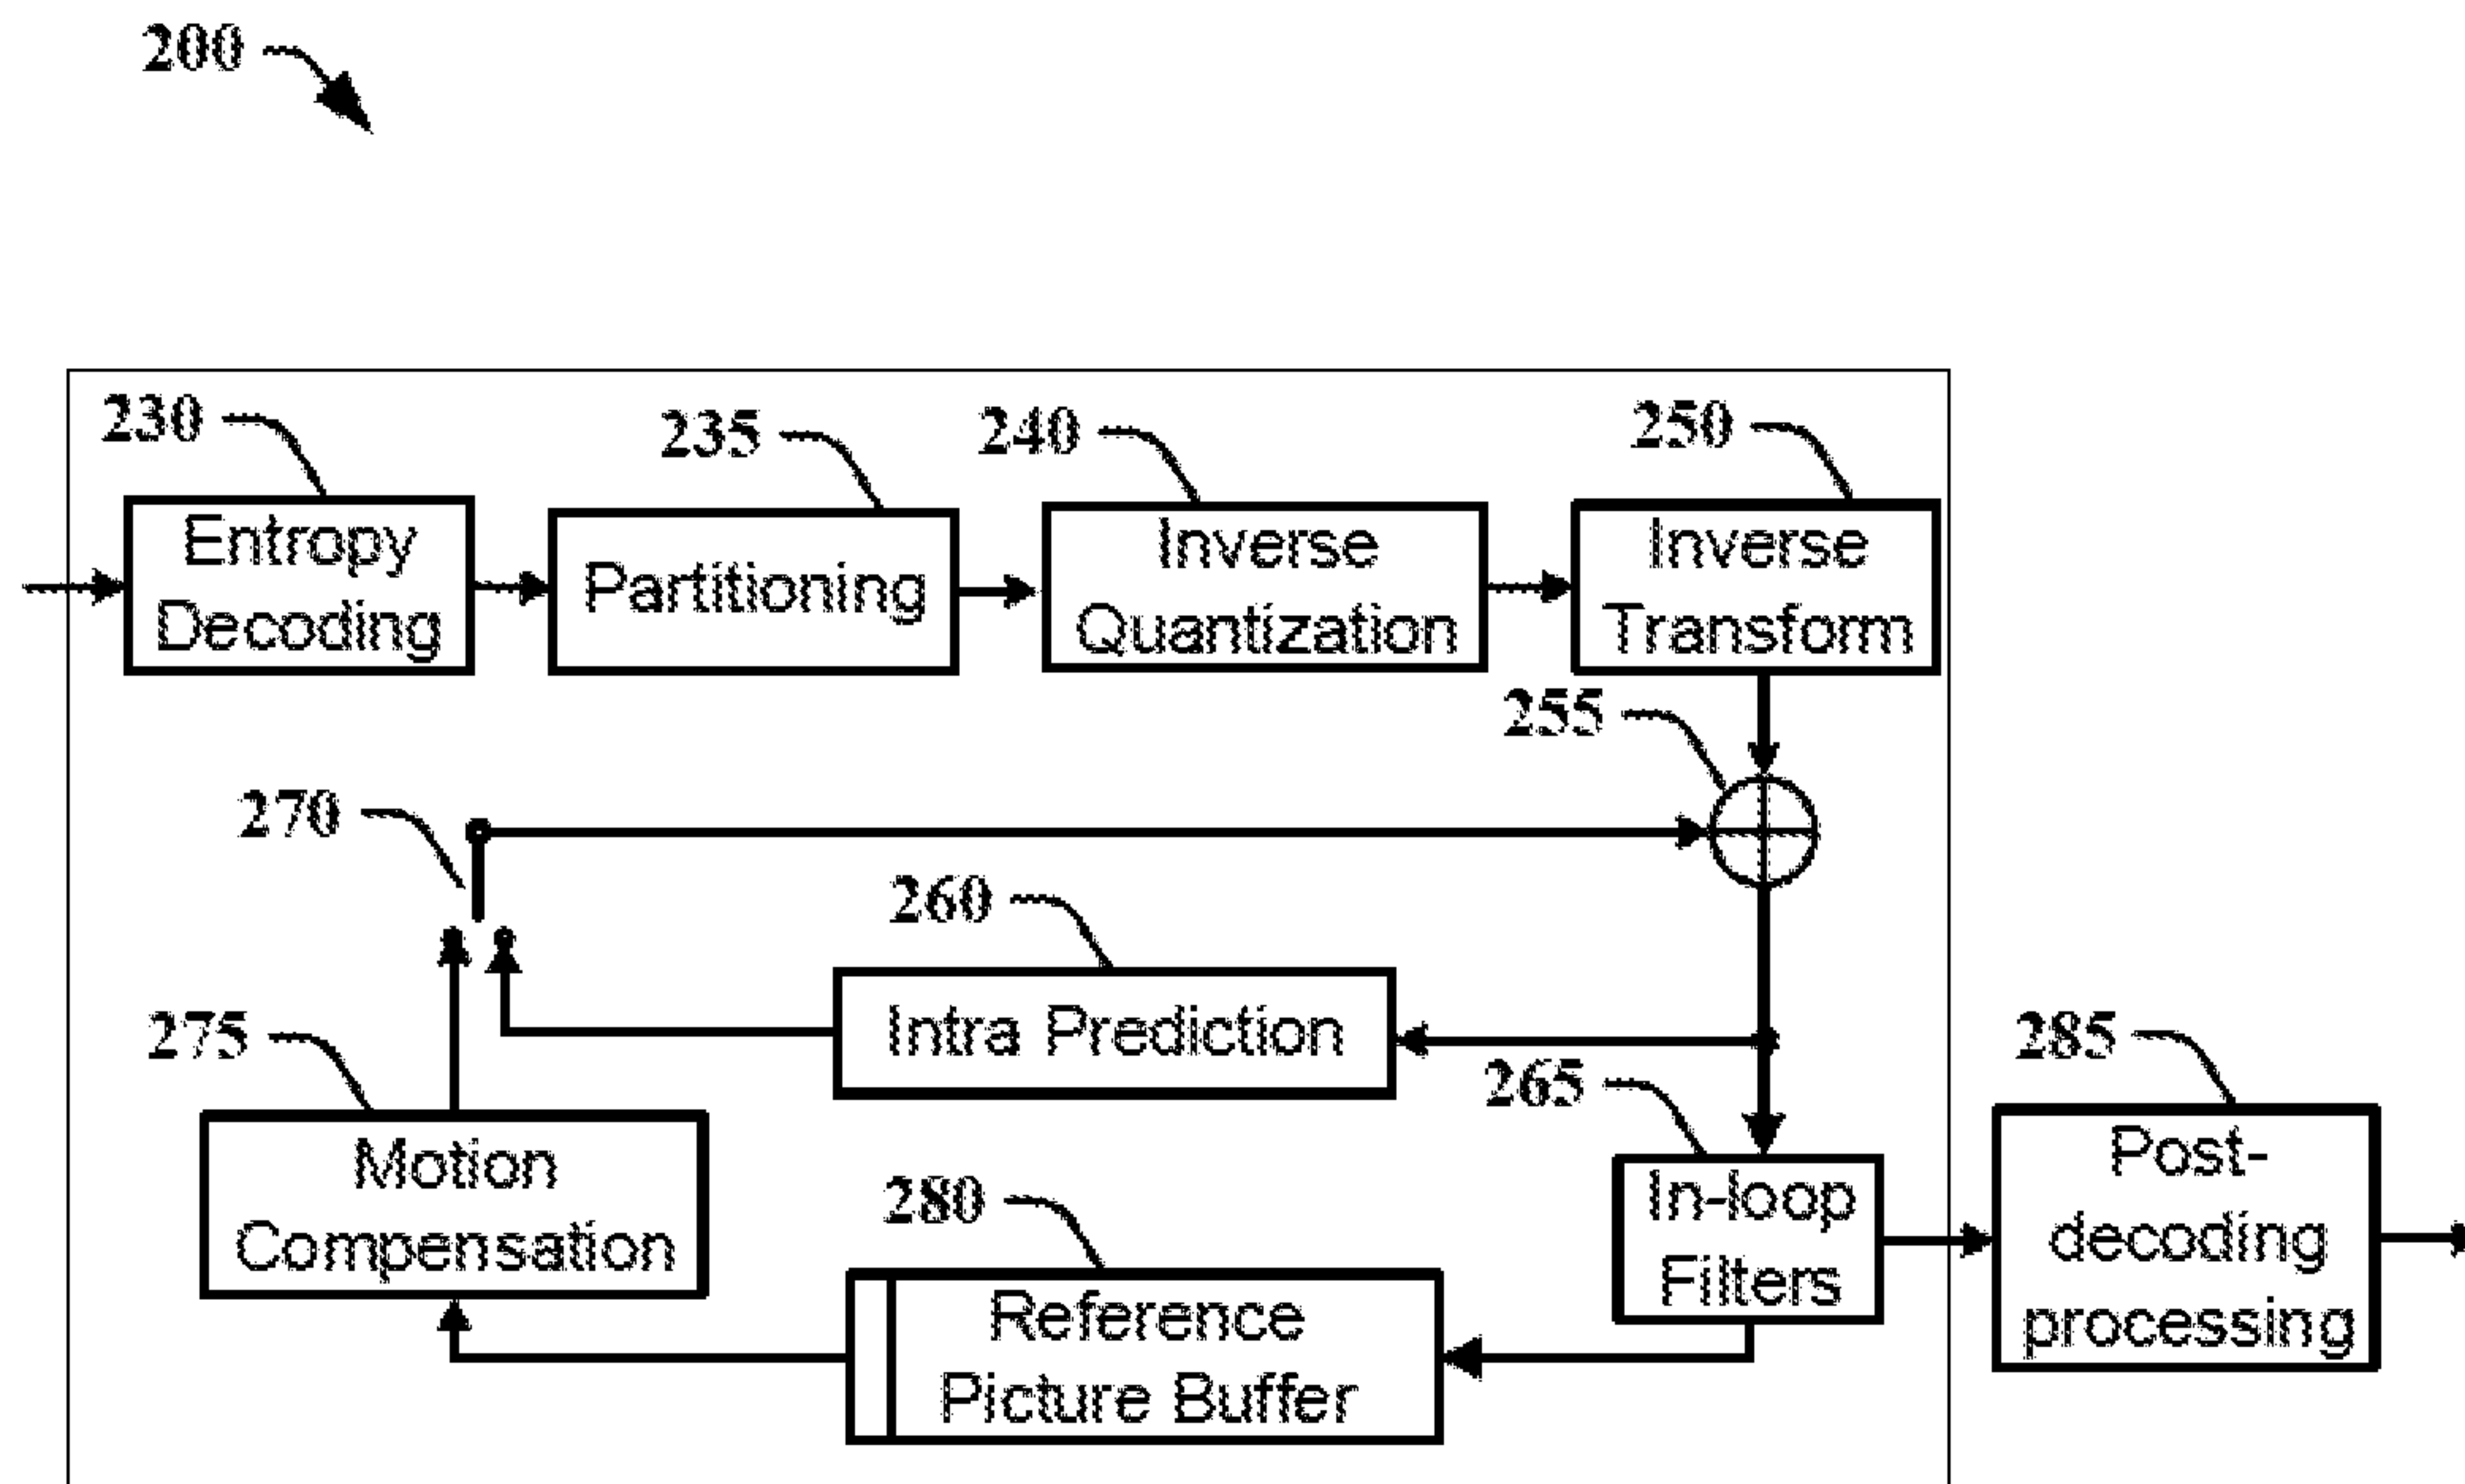 200
230
235
240
250
Entropy
Decoding
Partitioning
Inverse
Quantization
Inverse
Transform
255
270
260
Intra Prediction
275
265
285
Motion
Compensation
280
In-loop
Filters
Post-
decoding
processing
Reference
Picture Buffer